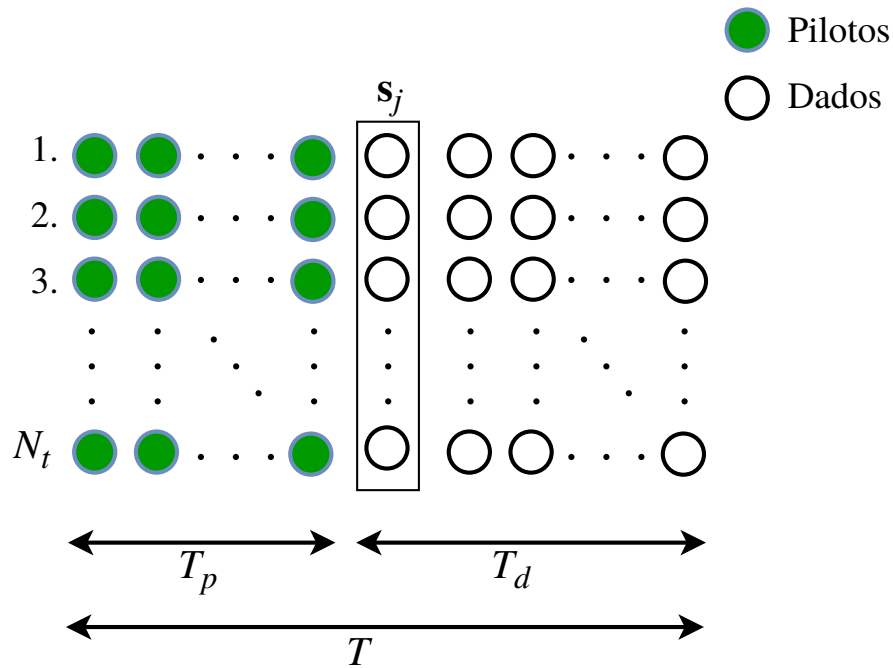 Pilotos
Dados
s_j
1.
2.
3.
N_t
T_p
T_d
T